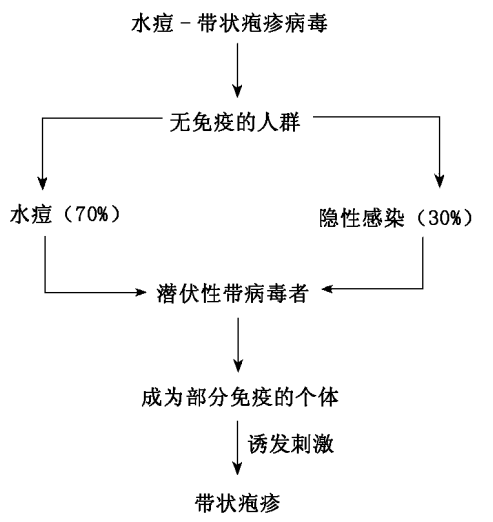 水痘－带状疱疹病毒
无免疫的人群
水痘（70%）
隐性感染（30%）
潜伏性带病毒者
成为部分免疫的个体
诱发刺激
带状疱疹